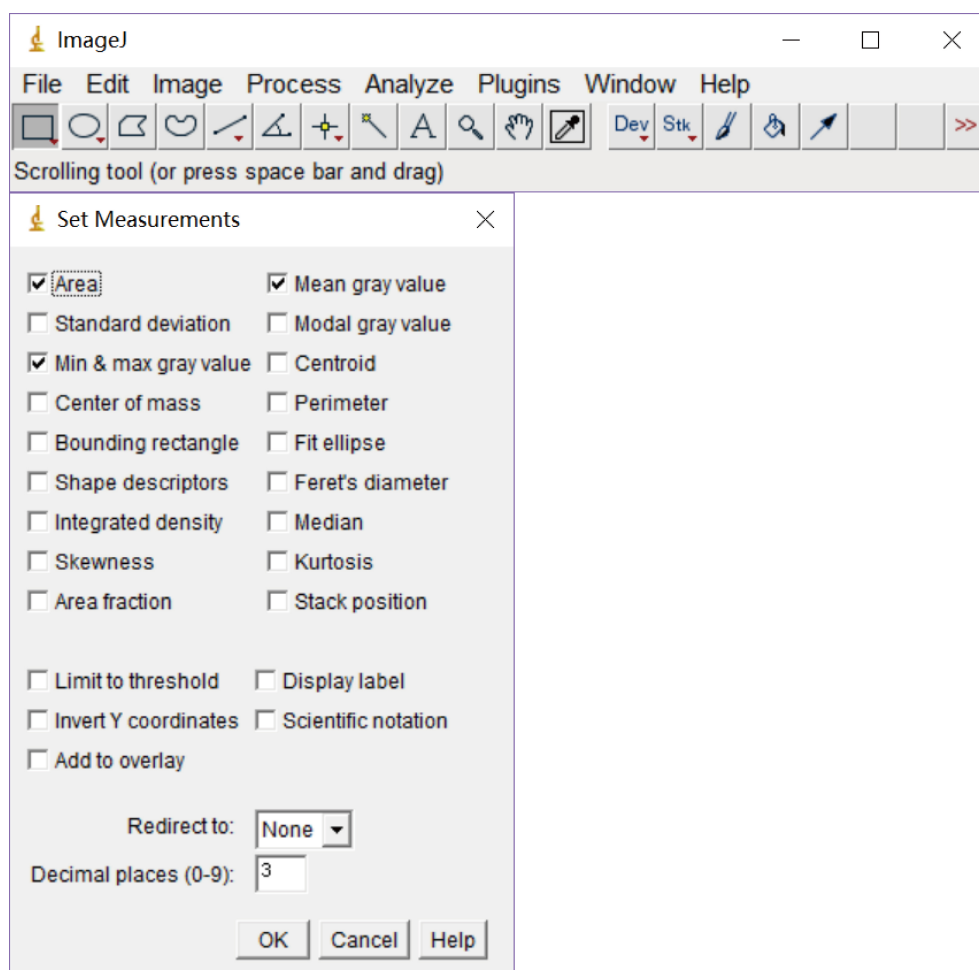 ImageJ
File Edit Image Process Analyze Plugins Window Help
A Dev Stk >>
Scrolling tool (or press space bar and drag)
Set Measurements
Area Mean gray value
Standard deviation Modal gray value
Min & max gray value Centroid
Center of mass Perimeter
Bounding rectangle Fit ellipse
Shape descriptors Feret's diameter
Integrated density Median
Skewness Kurtosis
Area fraction Stack position
Limit to threshold Display label
Invert Y coordinates Scientific notation
Add to overlay
Redirect to: None
Decimal places (0-9): 3
OK Cancel Help